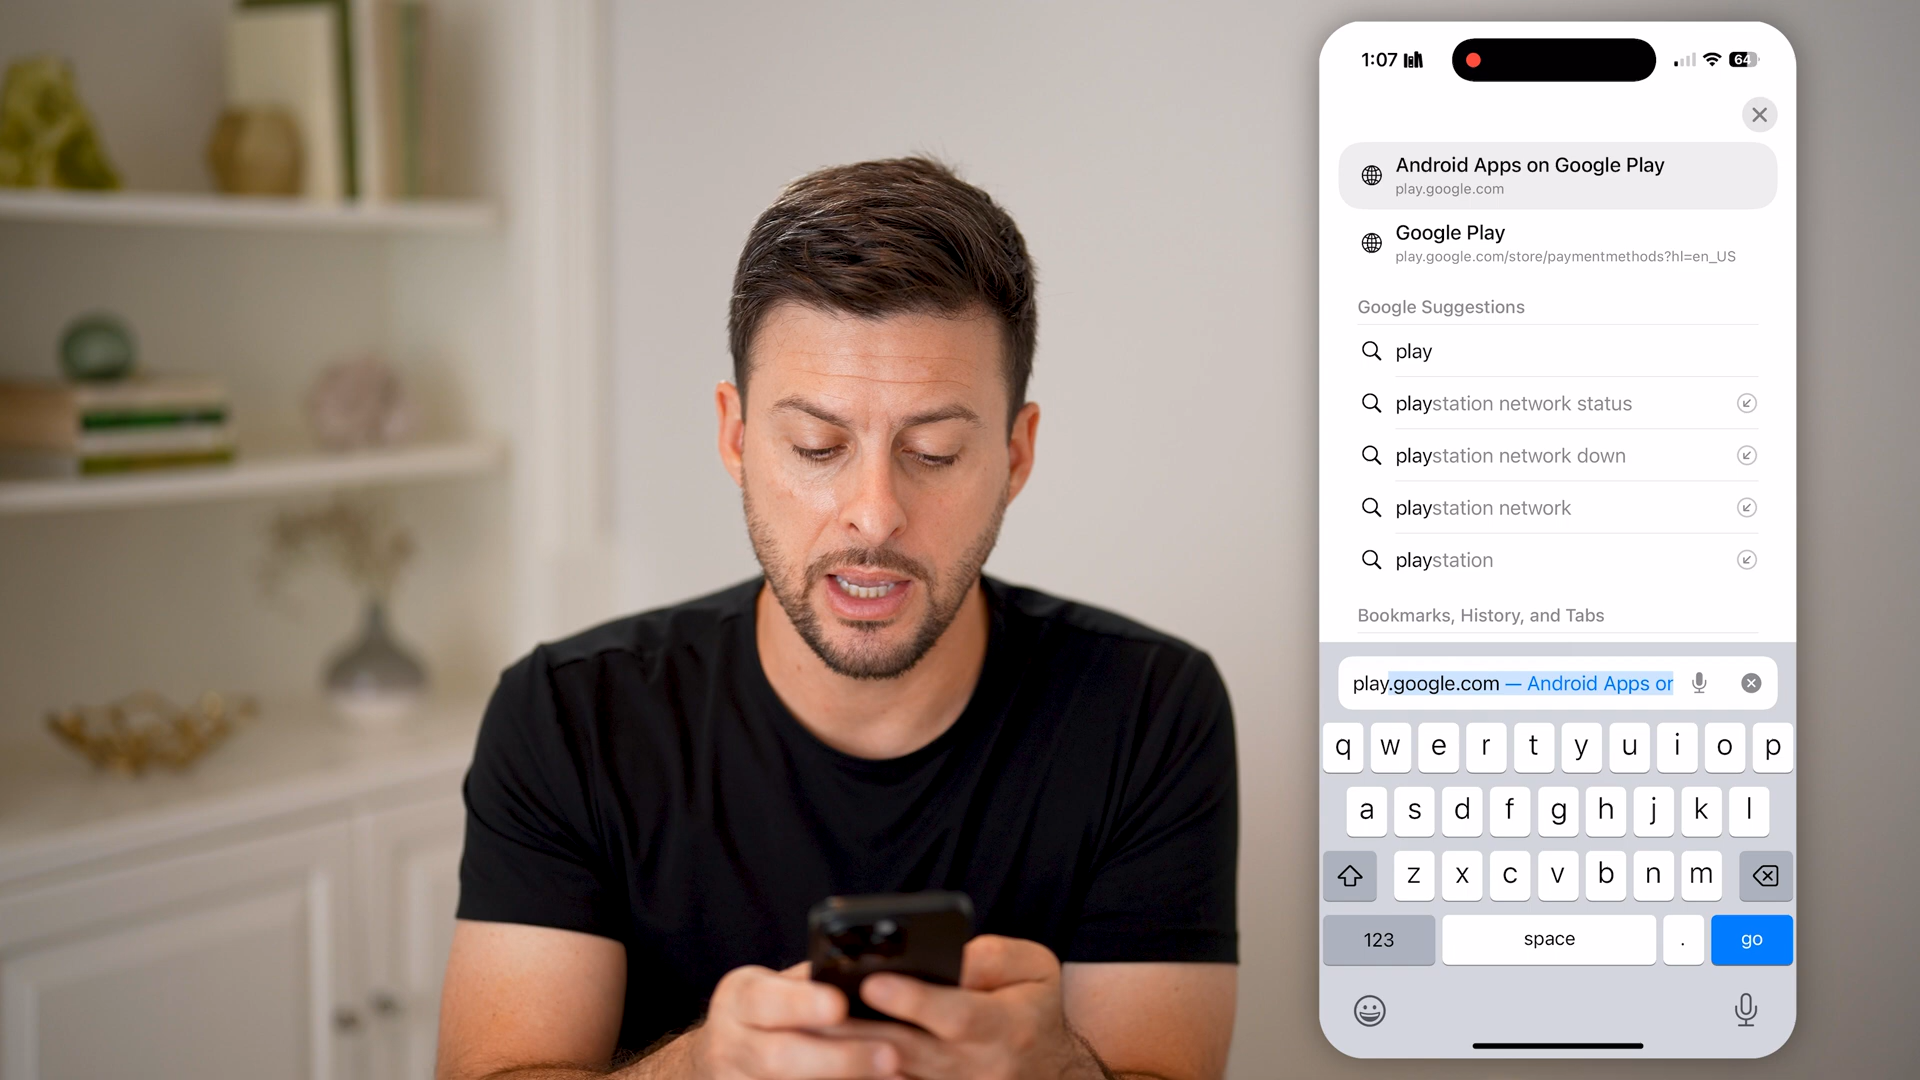 1:07
64
Android Apps on Google Play
play.google.com
Google Play
play.google.com/store/paymentmethods?hl=en_US
Google Suggestions
play
playstation network status
playstation network down
playstation network
playstation
Bookmarks, History, and Tabs
play.google.com — Android Apps or
q w e r t y u i o p
a s d f g h j k l
z x c v b n m
123 space . go